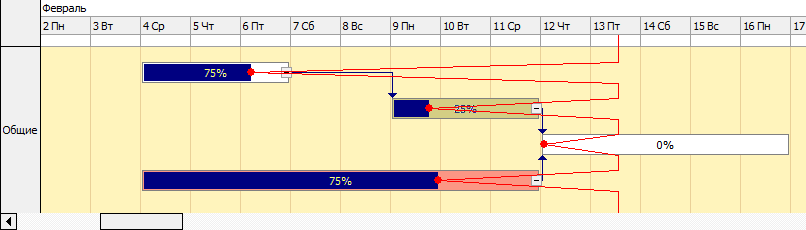 Февраль
2 Пн 3 Вт 4 Ср 5 Чт 6 Пт 7 Сб 8 Вс 9 Пн 10 Вт 11 Ср 12 Чт 13 Пт 14 Сб 15 Вс 16 Пн 17
75%
25%
Общие
0%
75%